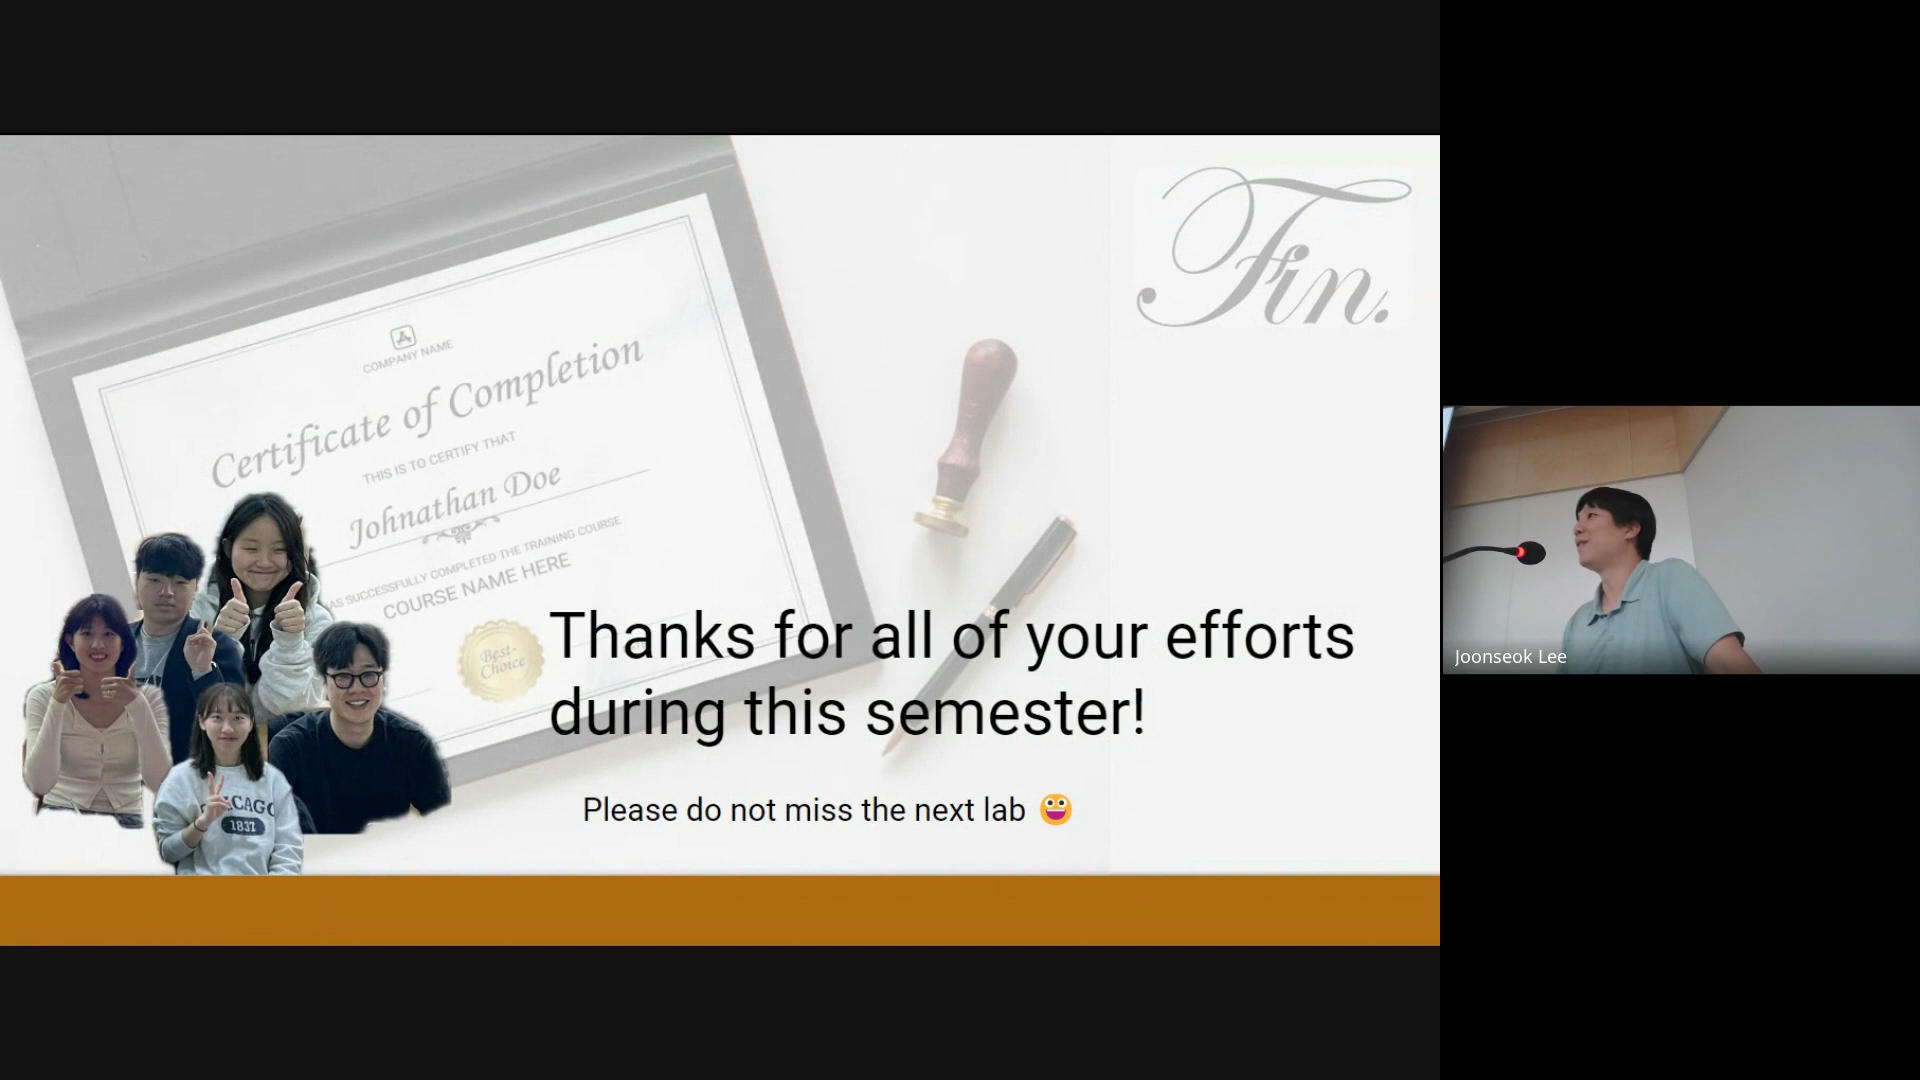 Fin.
COMPANY NAME
Certificate of Completion
THIS IS TO CERTIFY THAT
Johnathan Doe
HAS SUCCESSFULLY COMPLETED THE TRAINING COURSE
COURSE NAME HERE
Best-
Choice
Thanks for all of your efforts
during this semester!
Please do not miss the next lab 😀
1837
Joonseok Lee